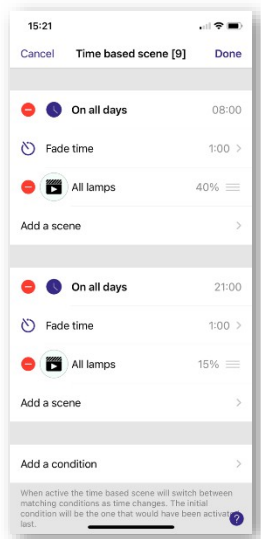 15:21
Cancel Time based scene [9] Done
On all days 08:00
Fade time 1:00
All lamps 40%
Add a scene
On all days 21:00
Fade time 1:00
All lamps 15%
Add a scene
Add a condition
When active the time based scene will switch between
matching conditions as time changes. The initial
condition will be the one that would have been activated
last. ?